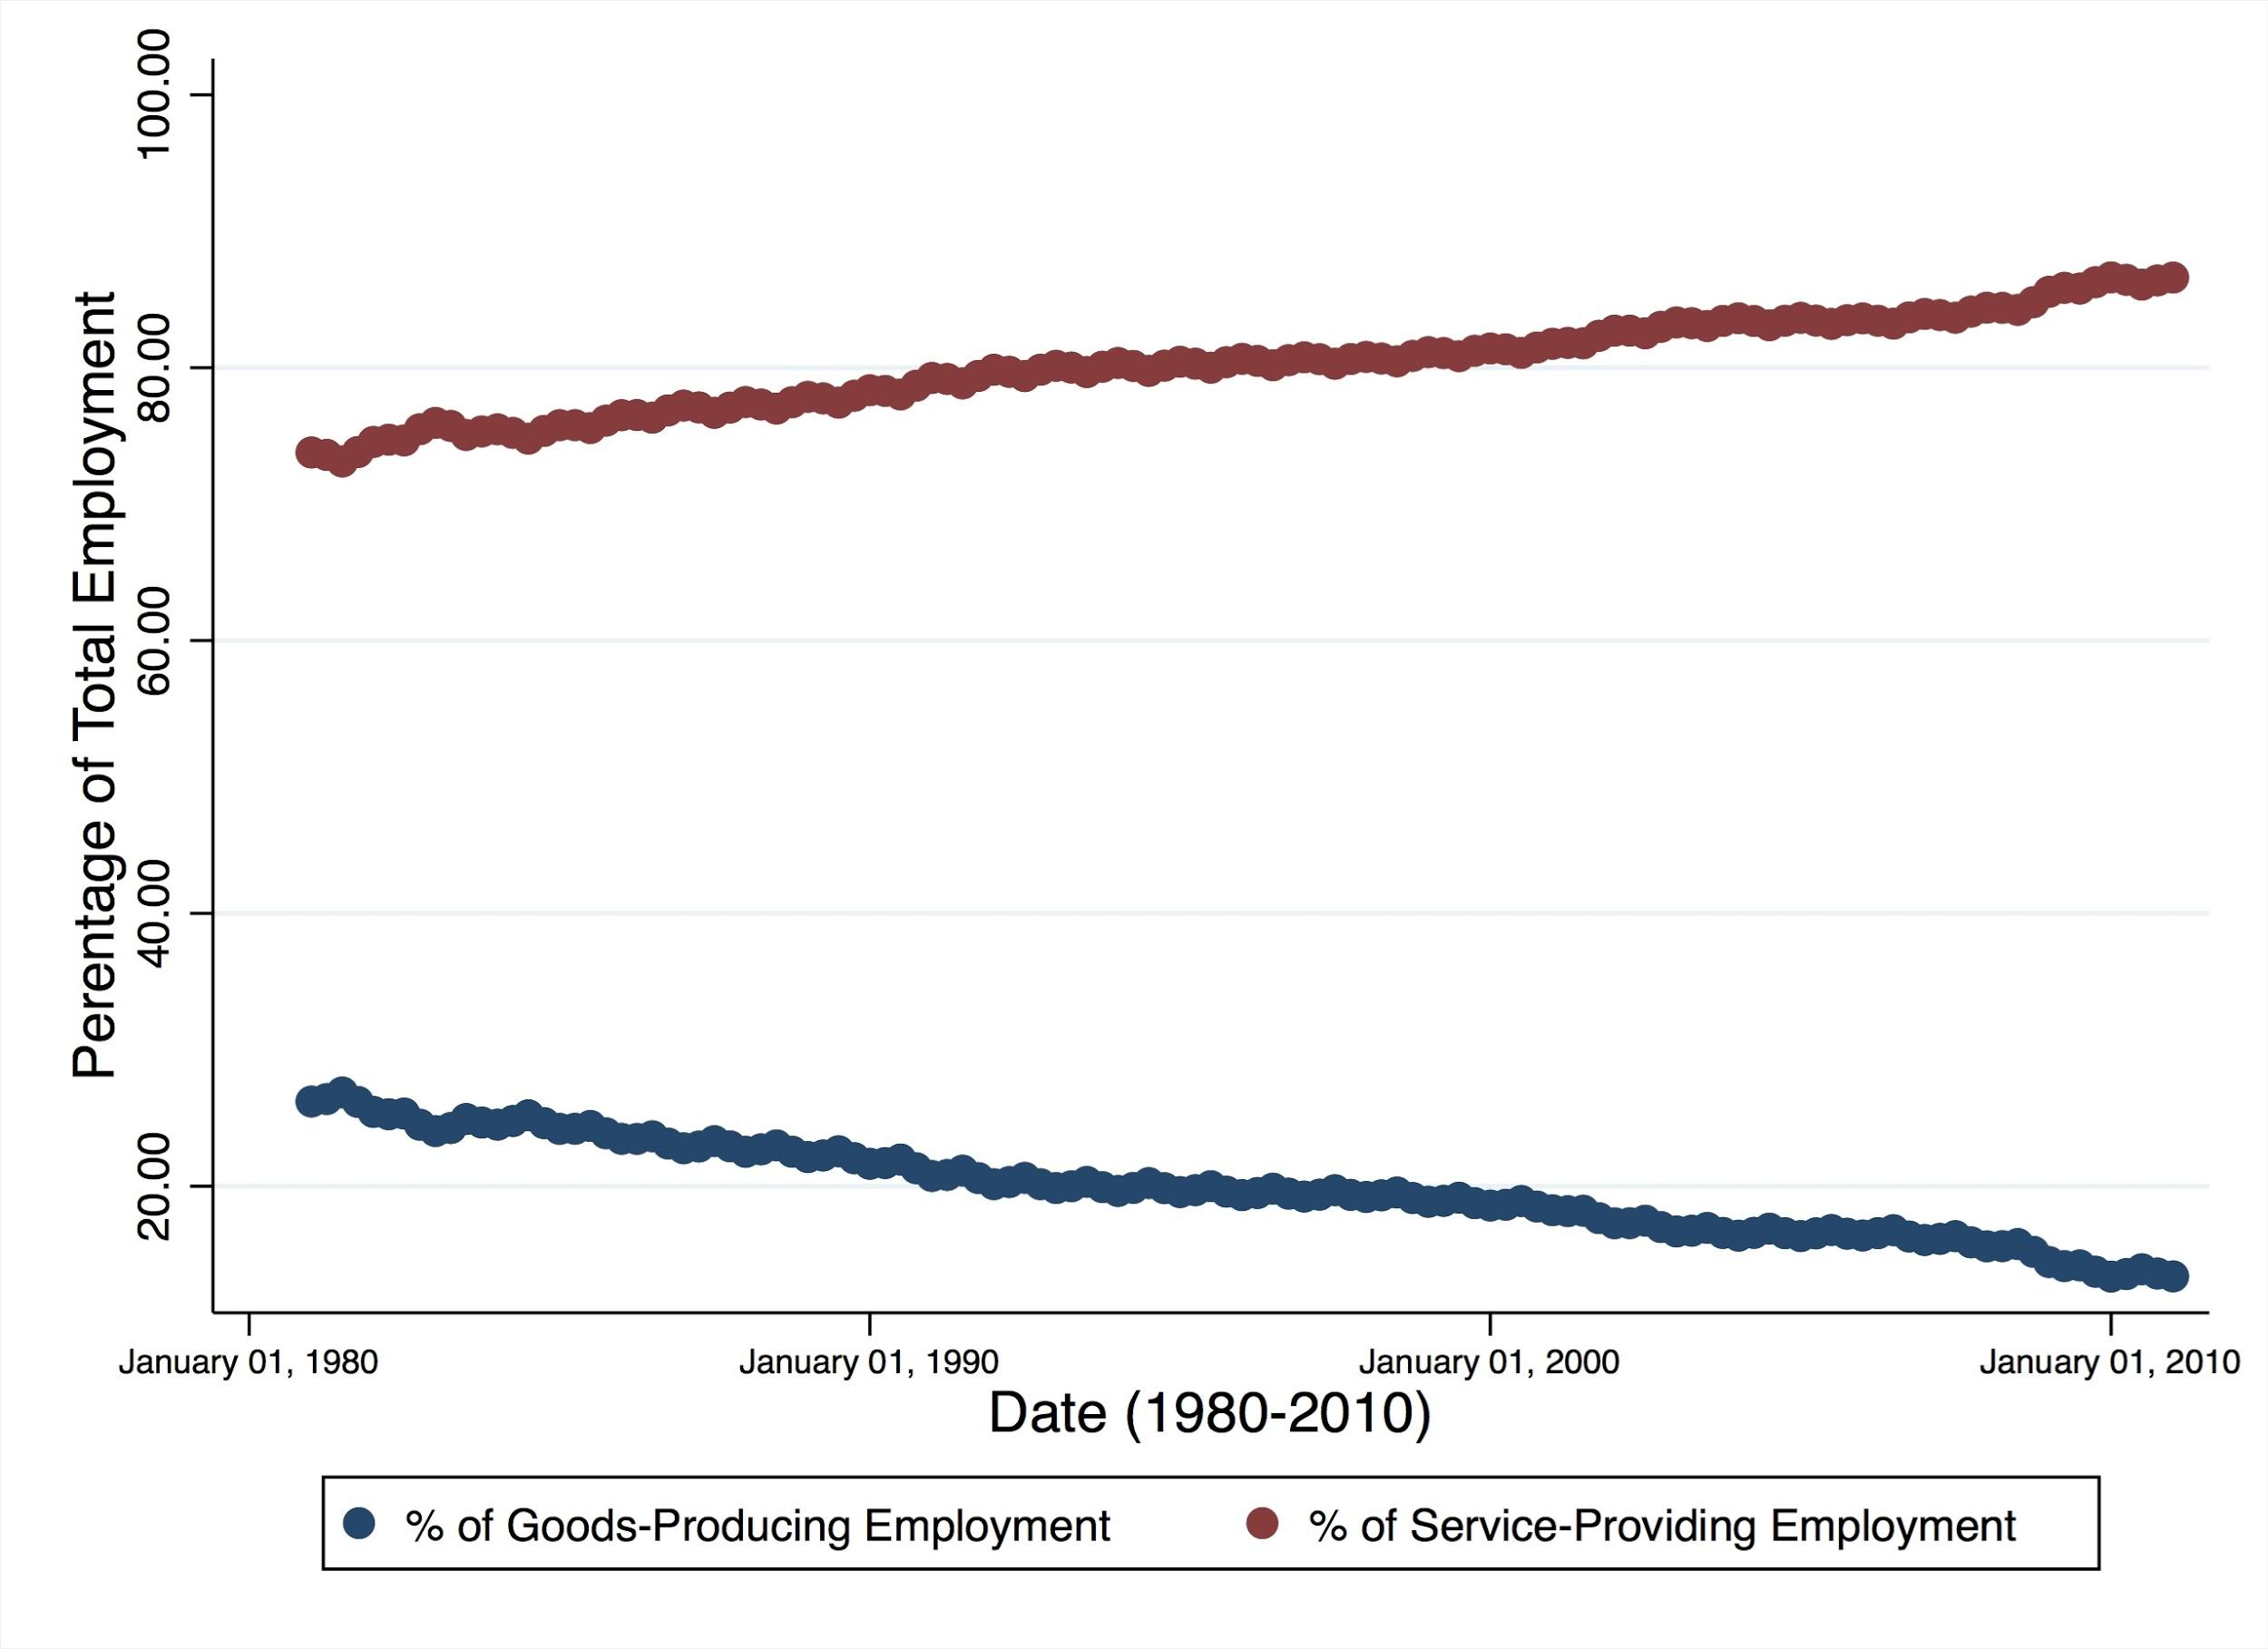 Perentage of Total Employment
100.00
80.00
60.00
40.00
20.00
January 01, 1980
January 01, 1990
January 01, 2000
January 01, 2010
Date (1980-2010)
% of Goods-Producing Employment
% of Service-Providing Employment